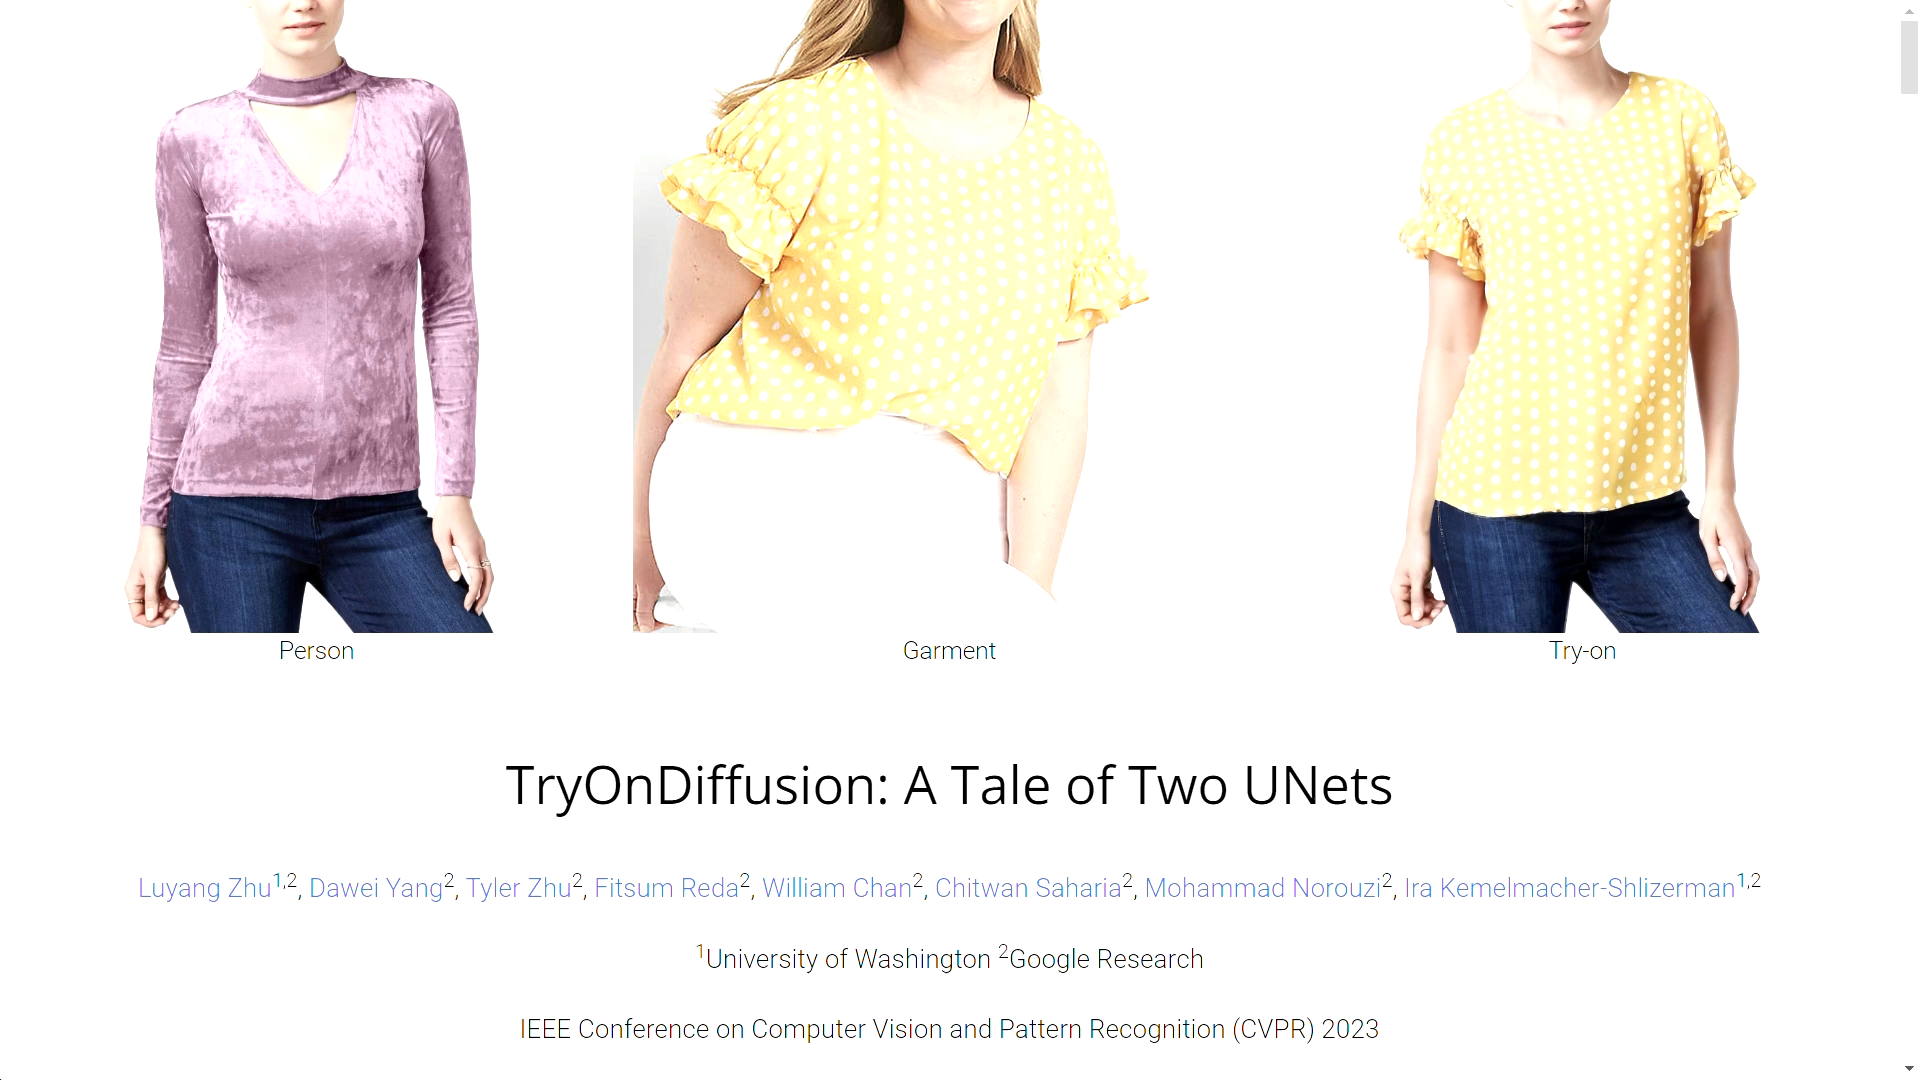 Person
Garment
Try-on
TryOnDiffusion: A Tale of Two UNets
Luyang Zhu1,2, Dawei Yang2, Tyler Zhu2, Fitsum Reda2, William Chan2, Chitwan Saharia2, Mohammad Norouzi2, Ira Kemelmacher-Shlizerman1,2
1University of Washington 2Google Research
IEEE Conference on Computer Vision and Pattern Recognition (CVPR) 2023